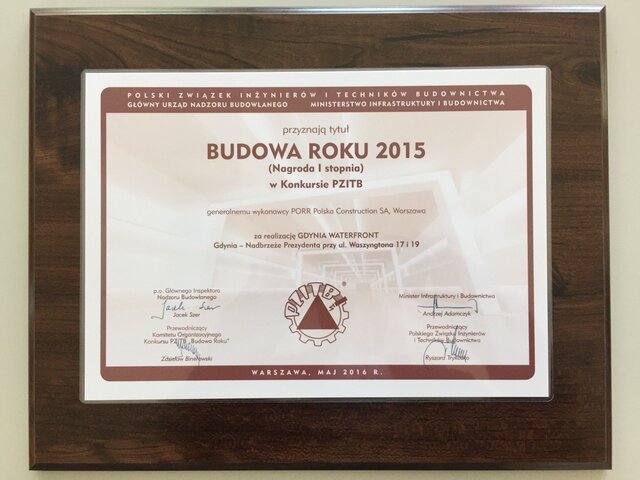 POLSKI ZWIĄZEK INŻYNIERÓW I TECHNIKÓW BUDOWNICTWA
GŁÓWNY URZĄD NADZORU BUDOWLANEGO MINISTERSTWO INFRASTRUKTURY I BUDOWNICTWA
przyznają tytuł
BUDOWA ROKU 2015
(Nagroda I stopnia)
w Konkursie PZITB
generalnemu wykonawcy PORR Polska Construction SA, Warszawa
za realizację GDYNIA WATERFRONT
Gdynia – Nadbrzeże Prezydenta przy ul. Waszyngtona 17 i 19
p.o. Głównego Inspektora
Nadzoru Budowlanego
Jacek Szer
Przewodniczący
Komitetu Organizacyjnego
Konkursu PZITB „Budowa Roku”
Zdzisław Binerowski
PZITB
Minister Infrastruktury i Budownictwa
Andrzej Adamczyk
Przewodniczący
Polskiego Związku Inżynierów
i Techników Budownictwa
Ryszard Trykosko
WARSZAWA, MAJ 2016 R.